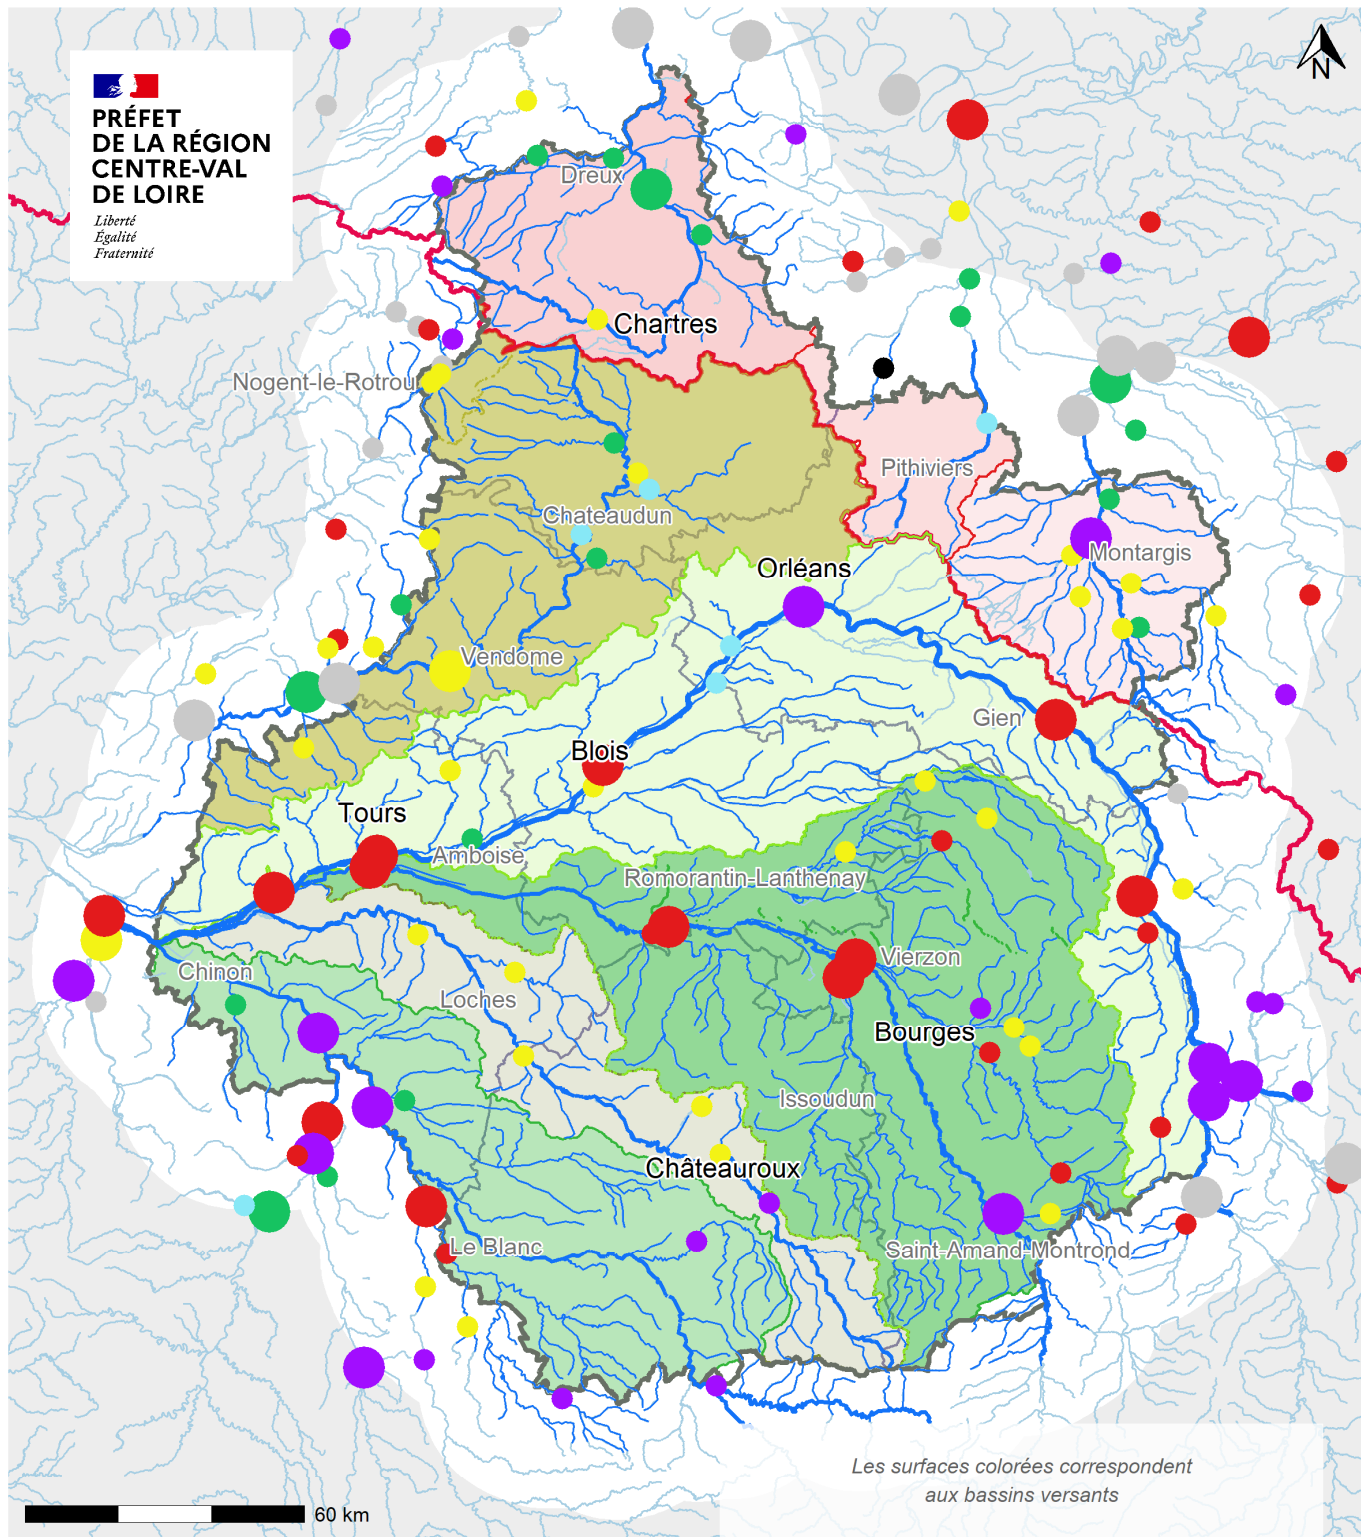 N
PRÉFET
DE LA RÉGION
CENTRE-VAL
DE LOIRE
Liberté
Égalité
Fraternité
Dreux
Chartres
Nogent-le-Rotrou
Pithiviers
Chateaudun
Montargis
Orléans
Vendome
Gien
Blois
Tours
Amboise
Romorantin-Lanthenay
Vierzon
Chinon
Loches
Bourges
Issoudun
Châteauroux
Le Blanc
Saint-Amand-Montrond
Les surfaces colorées correspondent
aux bassins versants
60 km